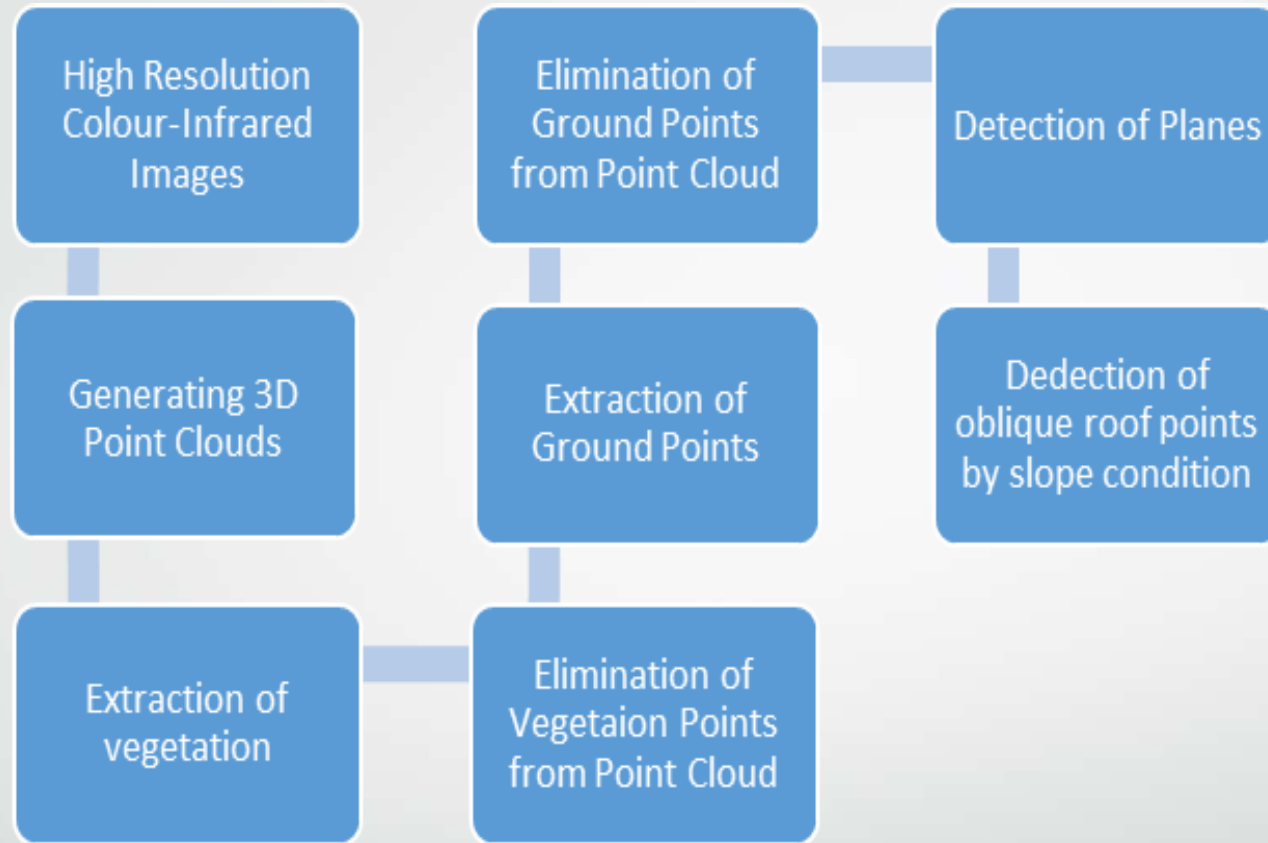 High Resolution
Colour-Infrared
Images
Generating 3D
Point Clouds
Extraction of
vegetation
Elimination of
Vegetaion Points
from Point Cloud
Extraction of
Ground Points
Elimination of
Ground Points
from Point Cloud
Detection of Planes
Dedection of
oblique roof points
by slope condition